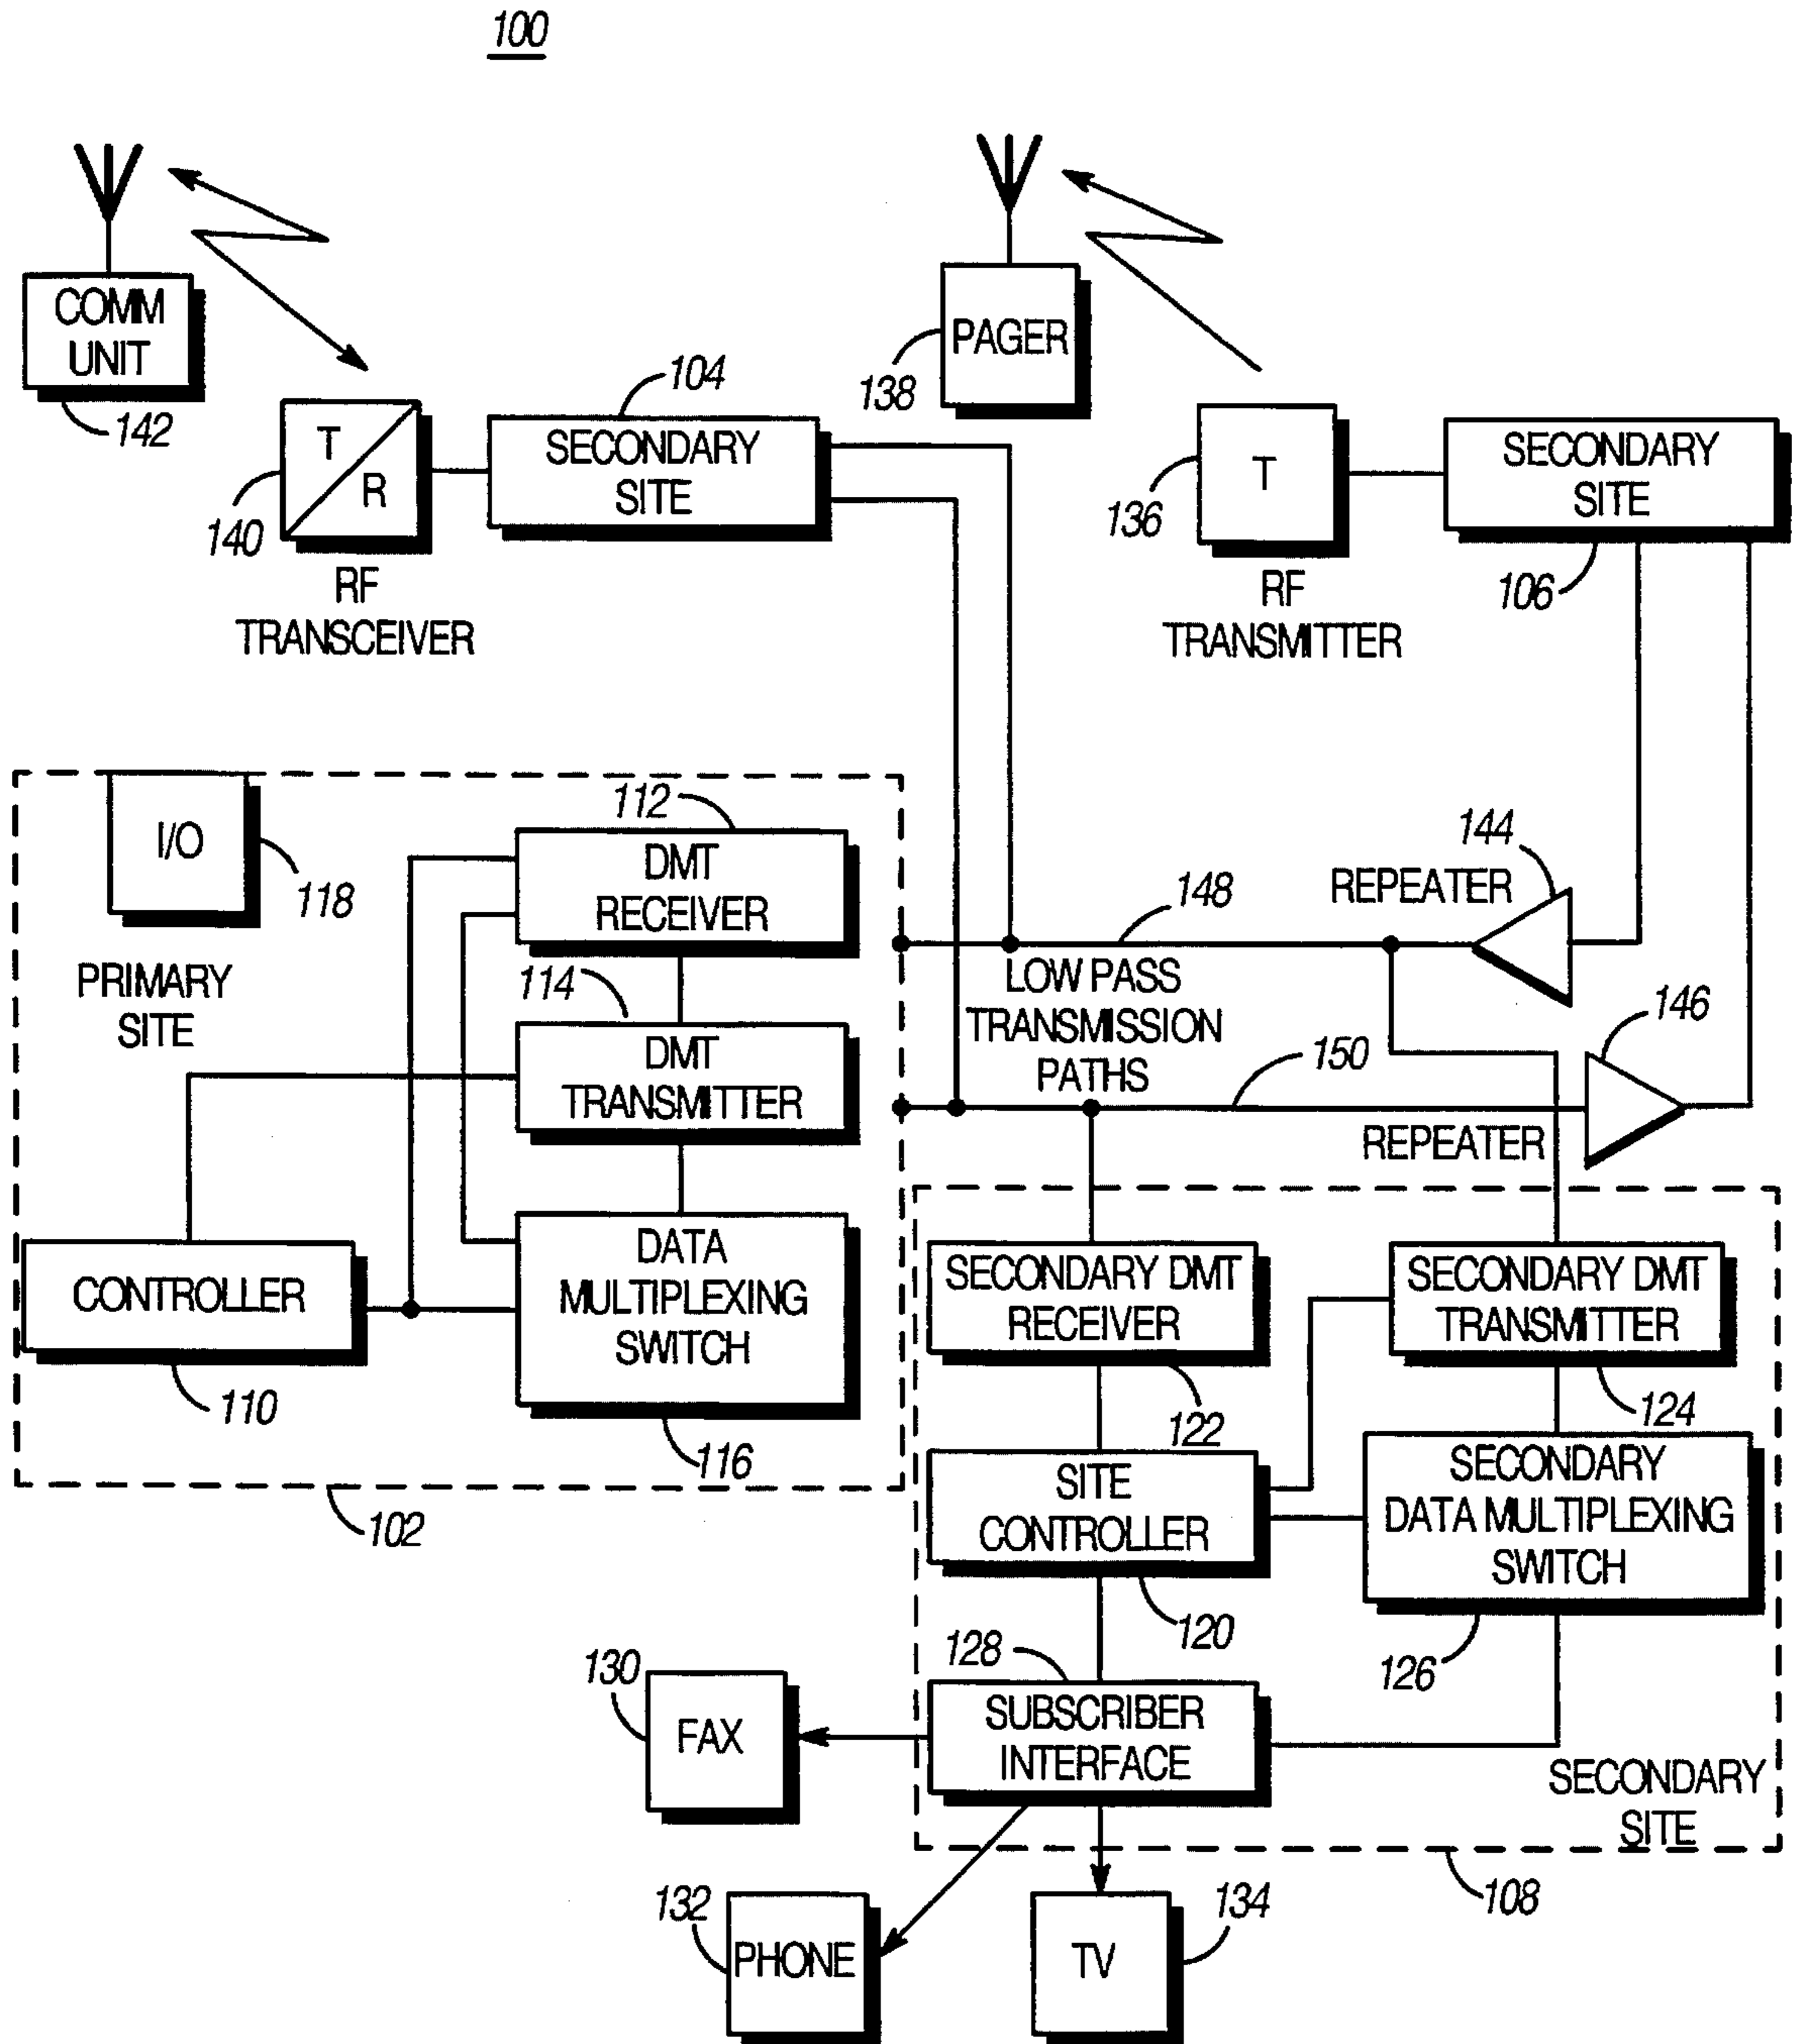 100
COMM
UNIT
142
T
R
140
RF
TRANSCEIVER
104
SECONDARY
SITE
PAGER
138
T
136
RF
TRANSMITTER
SECONDARY
SITE
106
I/O
118
PRIMARY
SITE
112
DMT
RECEIVER
114
DMT
TRANSMITTER
CONTROLLER
110
DATA
MULTIPLEXING
SWITCH
116
102
148
LOW PASS
TRANSMISSION
PATHS
REPEATER
144
150
146
REPEATER
SECONDARY DMT
RECEIVER
122
SECONDARY DMT
TRANSMITTER
124
SITE
CONTROLLER
120
SECONDARY
DATA MULTIPLEXING
SWITCH
126
128
SUBSCRIBER
INTERFACE
SECONDARY
SITE
108
130
FAX
132
PHONE
134
TV